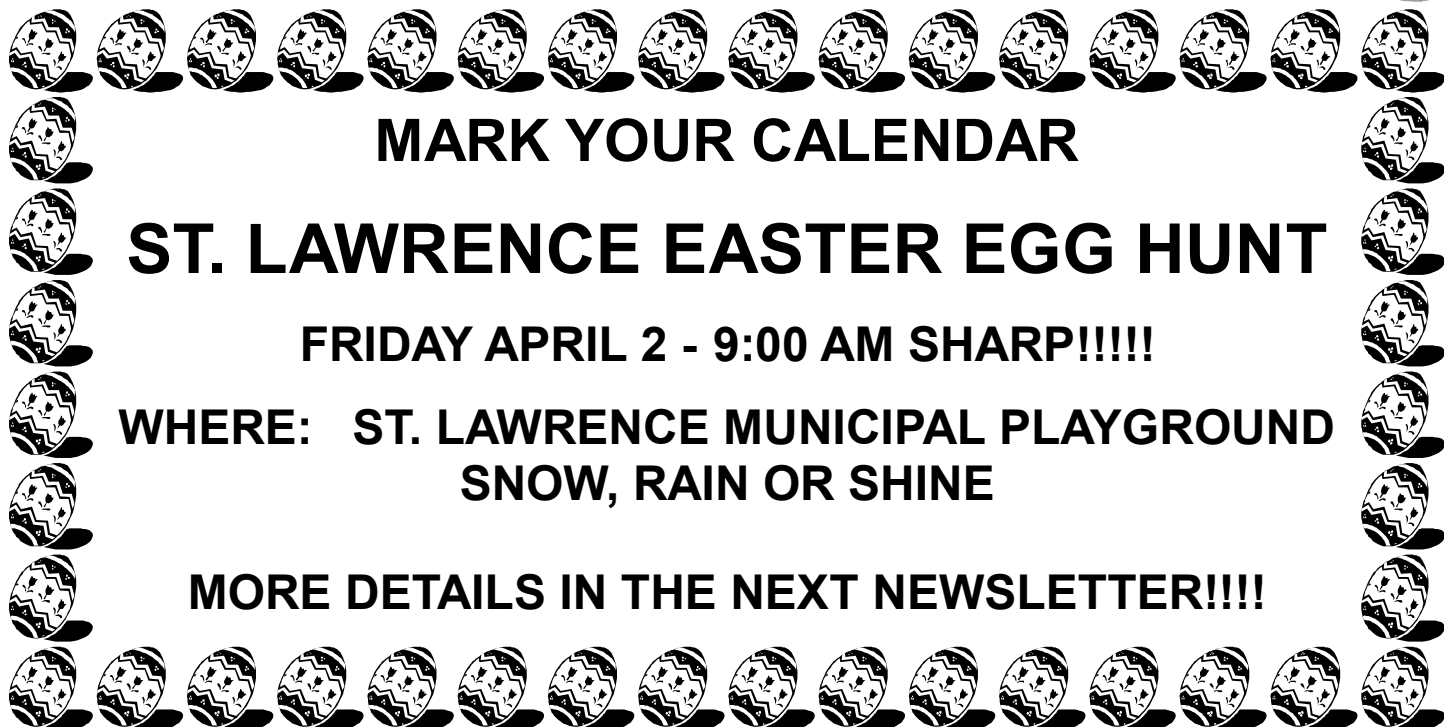 MARK YOUR CALENDAR
ST. LAWRENCE EASTER EGG HUNT
FRIDAY APRIL 2 - 9:00 AM SHARP!!!!!
WHERE:   ST. LAWRENCE MUNICIPAL PLAYGROUND
SNOW, RAIN OR SHINE
MORE DETAILS IN THE NEXT NEWSLETTER!!!!